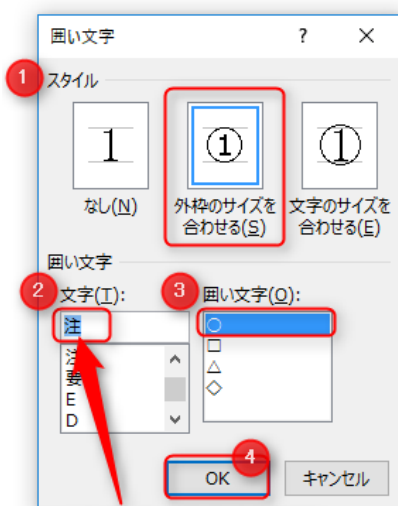 囲い文字 ? ×
1 スタイル
1 ① ①
なし(N) 外枠のサイズを合わせる(S) 文字のサイズを合わせる(E)
囲い文字
2 文字(T): 3 囲い文字(O):
注 ○
注 □
要 △
E ◇
D
4
OK キャンセル